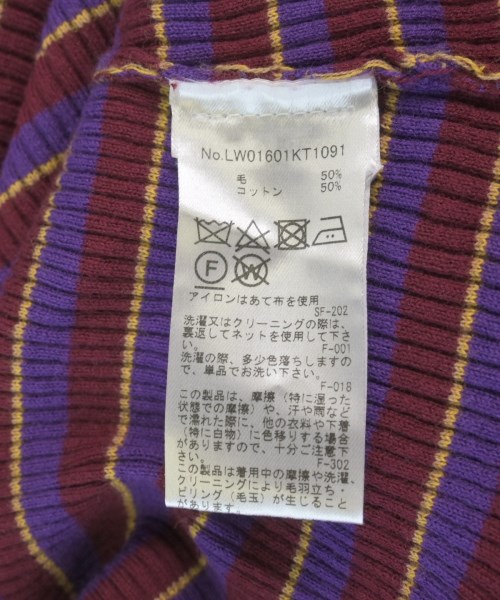 No.LW01601KT1091
毛 50%
コットン 50%
F W
アイロンはあて布を使用
SF-202
洗濯又はクリーニングの際は、
裏返してネットを使用して下さ
い。
F-001
洗濯の際、多少色落ちしますの
で、単品でお洗い下さい。
F-018
この製品は、摩擦(特に湿った
状態での摩擦)や、汗や雨など
で濡れた際に、他の衣料や下着
(特に白物)に色移りする場合
がありますので、十分ご注意下
さい。
F-302
この製品は着用中の摩擦や洗濯、
クリーニングにより毛羽立ち・
ピリング(毛玉)が生じること
があります。